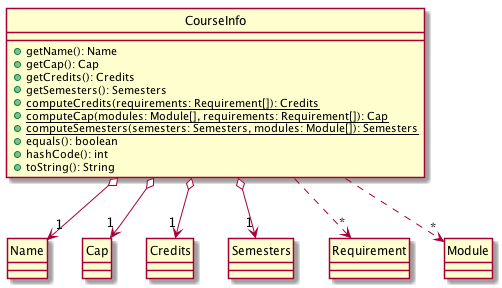 CourseInfo
getName(): Name
getCap(): Cap
getCredits(): Credits
getSemesters(): Semesters
computeCredits(requirements: Requirement[]): Credits
computeCap(modules: Module[], requirements: Requirement[]): Cap
computeSemesters(semesters: Semesters, modules: Module[]): Semesters
equals(): boolean
hashCode(): int
toString(): String
1 1 1 1 * *
Name Cap Credits Semesters Requirement Module